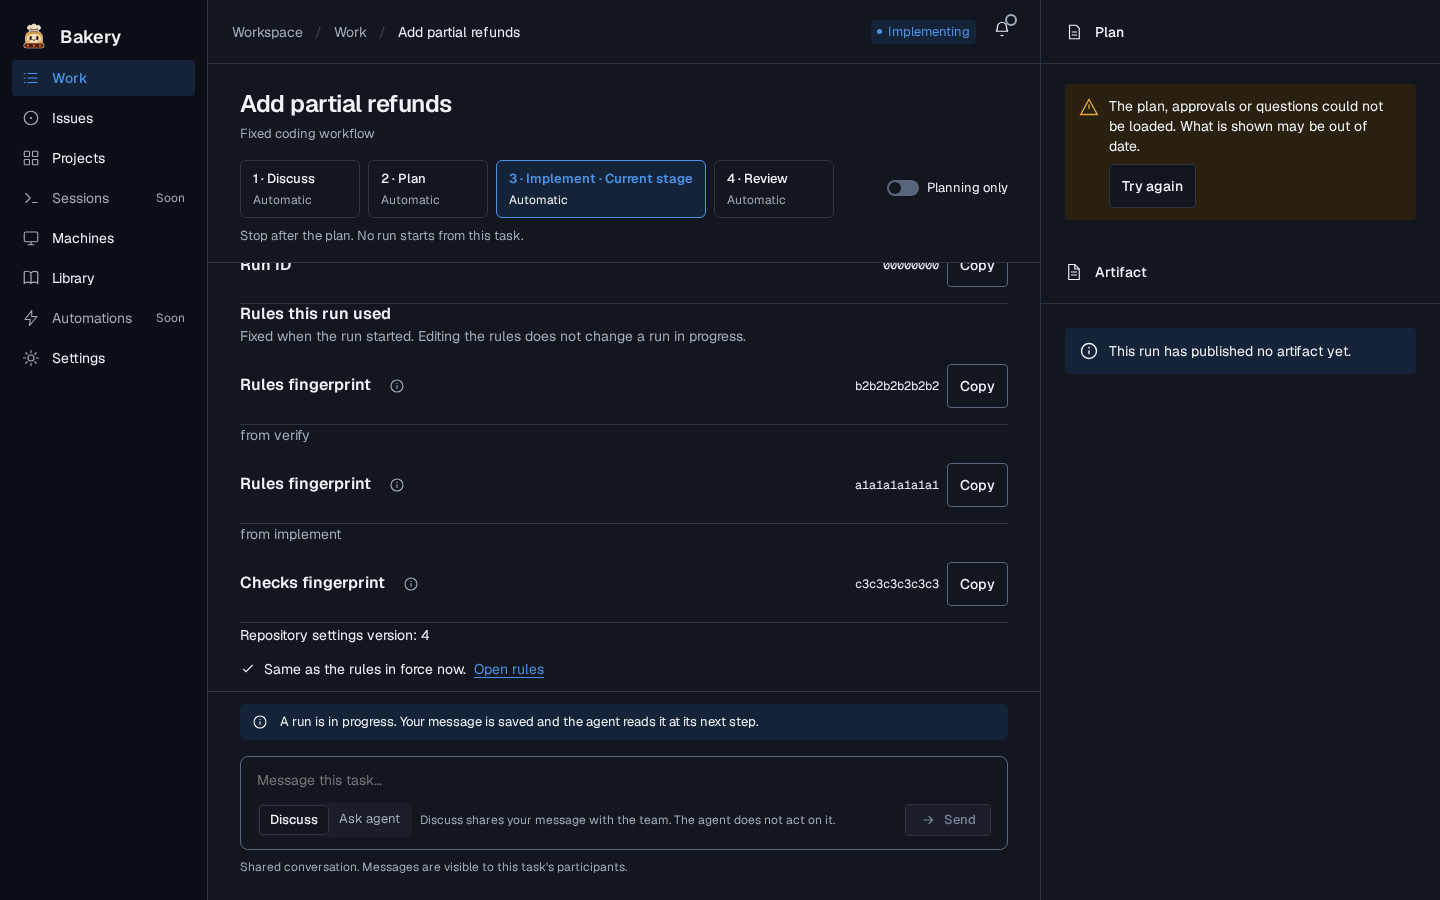 Bakery
Work
Issues
Projects
Sessions Soon
Machines
Library
Automations Soon
Settings
Workspace / Work / Add partial refunds
Implementing
Add partial refunds
Fixed coding workflow
1 · Discuss
Automatic
2 · Plan
Automatic
3 · Implement · Current stage
Automatic
4 · Review
Automatic
Planning only
Stop after the plan. No run starts from this task.
Run ID 00000000 Copy
Rules this run used
Fixed when the run started. Editing the rules does not change a run in progress.
Rules fingerprint b2b2b2b2b2b2 Copy
from verify
Rules fingerprint a1a1a1a1a1a1 Copy
from implement
Checks fingerprint c3c3c3c3c3c3 Copy
Repository settings version: 4
Same as the rules in force now. Open rules
A run is in progress. Your message is saved and the agent reads it at its next step.
Message this task...
Discuss Ask agent Discuss shares your message with the team. The agent does not act on it. Send
Shared conversation. Messages are visible to this task's participants.
Plan
The plan, approvals or questions could not
be loaded. What is shown may be out of
date.
Try again
Artifact
This run has published no artifact yet.